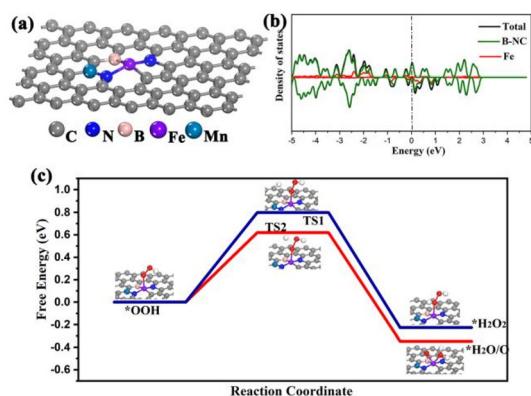 (a)
C N B Fe Mn
(b)
Density of states
Total
B-NC
Fe
-5 -4 -3 -2 -1 0 1 2 3 4 5
Energy (eV)
(c)
Free Energy (eV)
1.0
0.8
0.6
0.4
0.2
0.0
-0.2
-0.4
-0.6
TS1
TS2
*OOH
*H2O2
*H2O/O
Reaction Coordinate